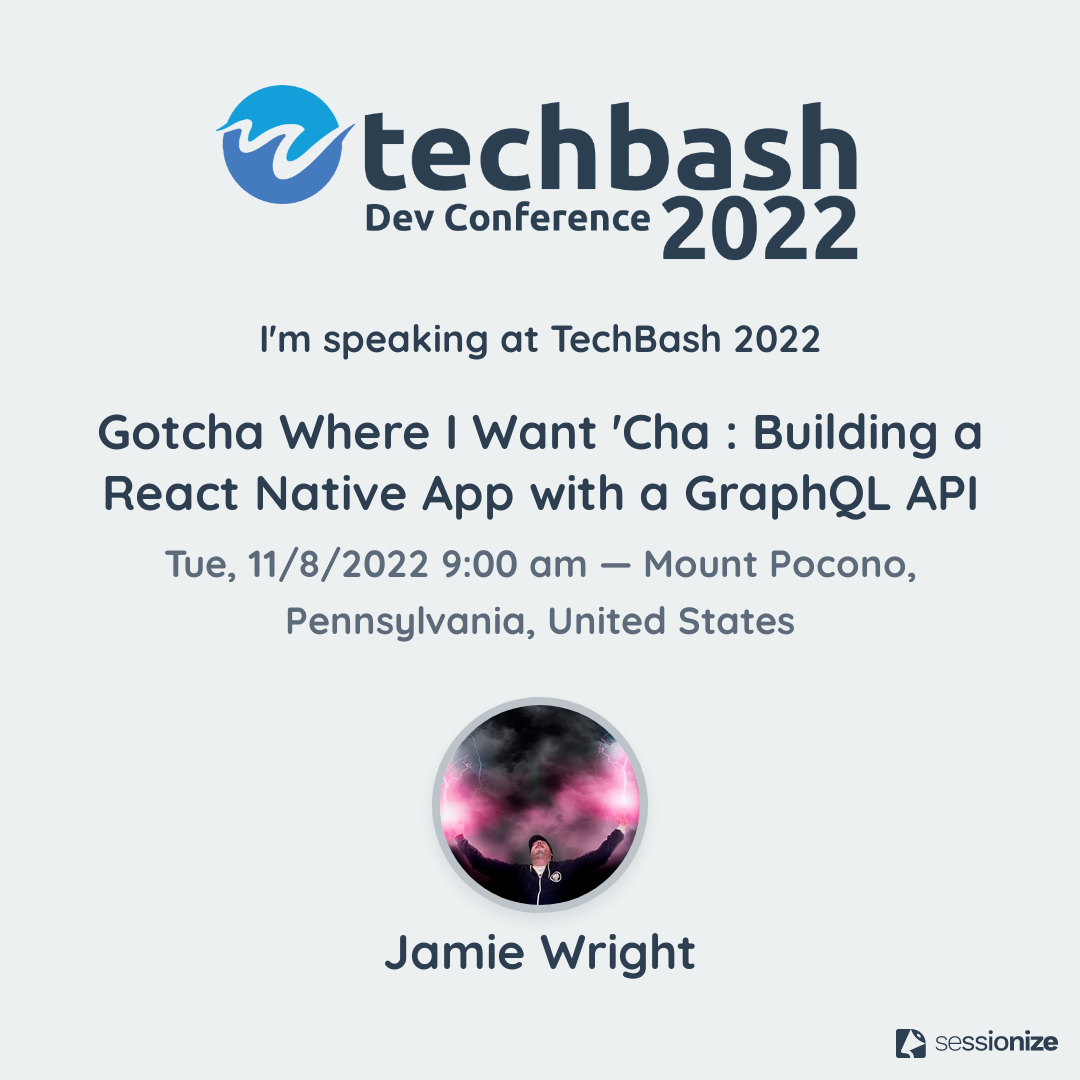 techbash
Dev Conference 2022
I'm speaking at TechBash 2022
Gotcha Where I Want 'Cha : Building a
React Native App with a GraphQL API
Tue, 11/8/2022 9:00 am — Mount Pocono,
Pennsylvania, United States
Jamie Wright
sessionize